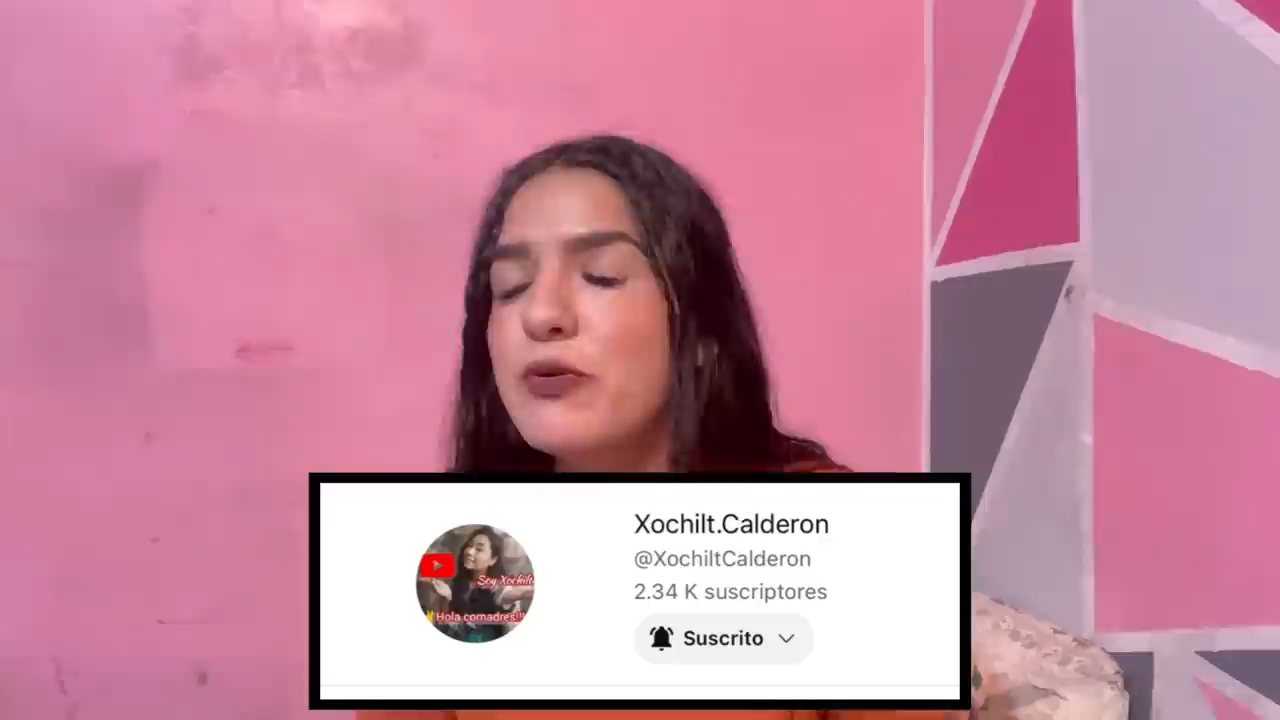 Xochilt.Calderon
@XochiltCalderon
2.34 K suscriptores
Suscrito
Soy Xochilt
Hola comadres!!!